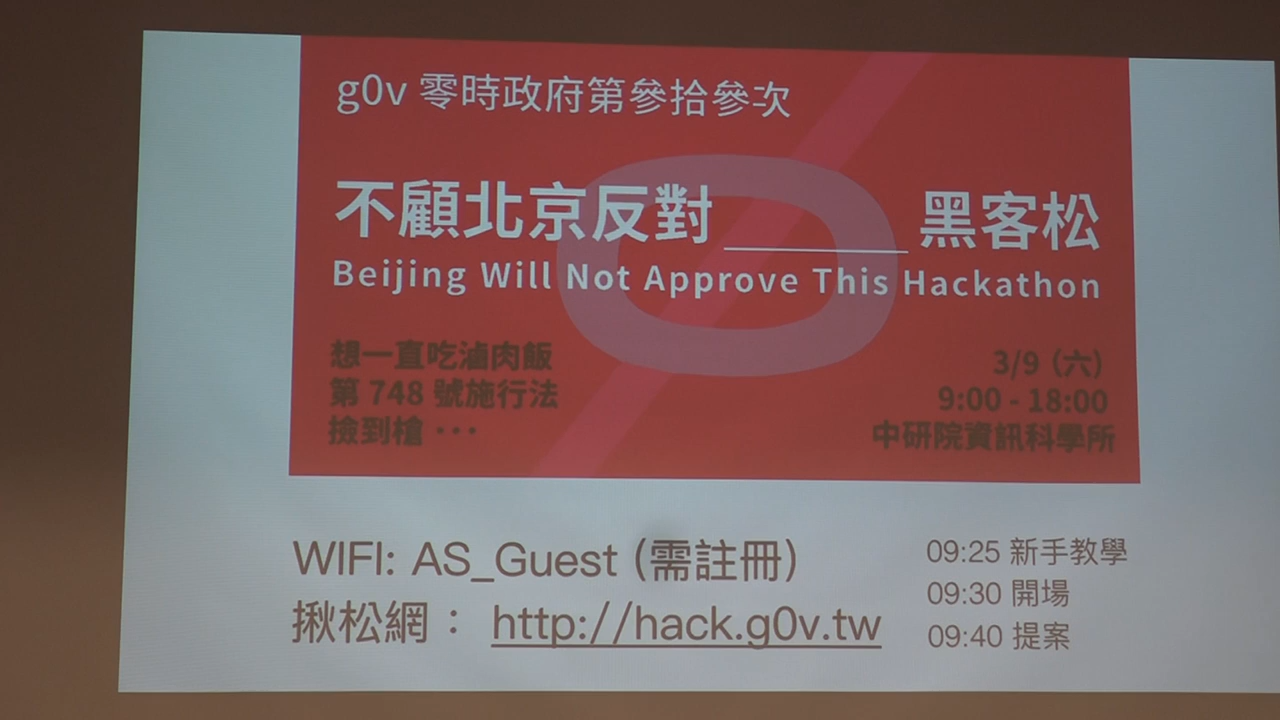 g0v 零時政府第參拾參次
不顧北京反對______黑客松
Beijing Will Not Approve This Hackathon
想一直吃滷肉飯
第 748 號施行法
撿到槍 ···
3/9 (六)
9:00 - 18:00
中研院資訊科學所
WIFI: AS_Guest (需註冊)
揪松網： http://hack.g0v.tw
09:25 新手教學
09:30 開場
09:40 提案